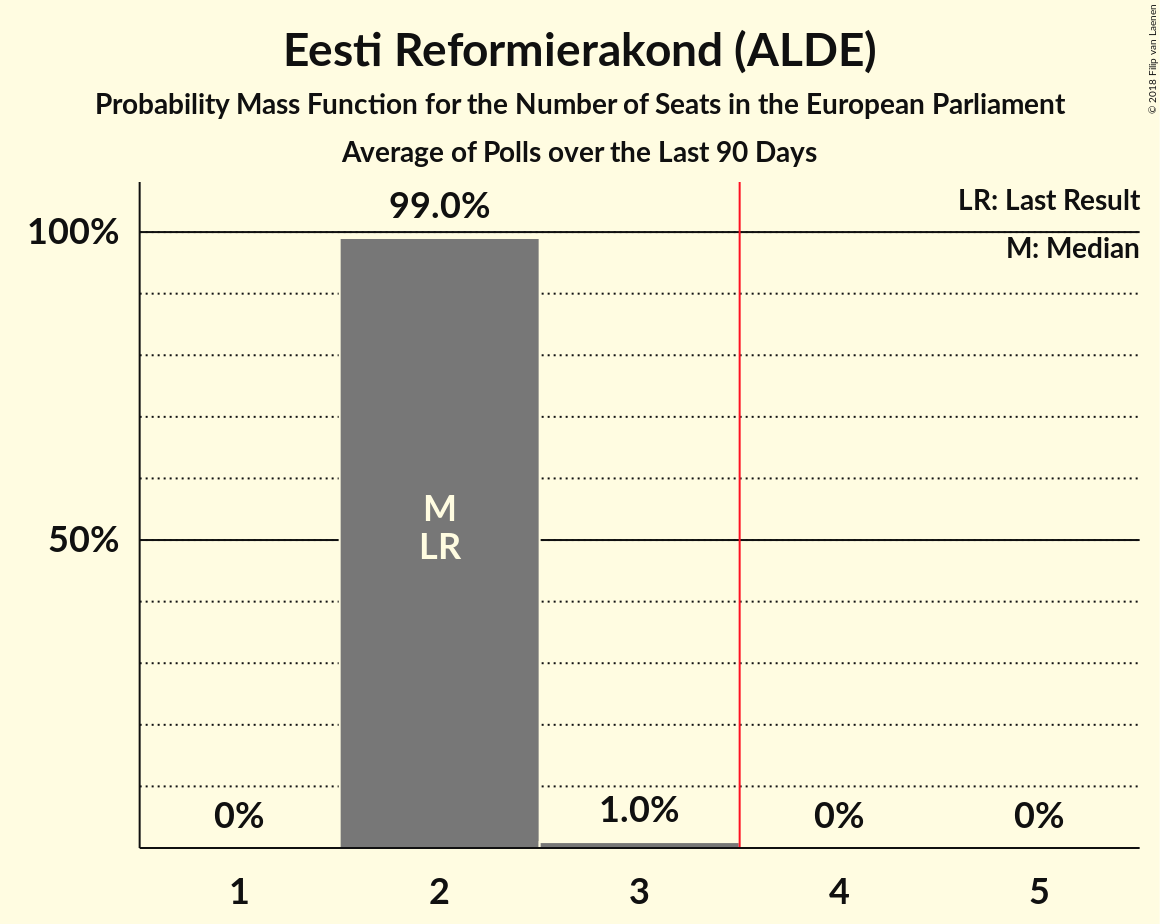 Eesti Reformierakond (ALDE)
Probability Mass Function for the Number of Seats in the European Parliament
Average of Polls over the Last 90 Days
© 2018 Filip van Laenen
LR: Last Result
M: Median
100%
50%
99.0%
M
LR
0%
1.0%
0%
0%
1
2
3
4
5